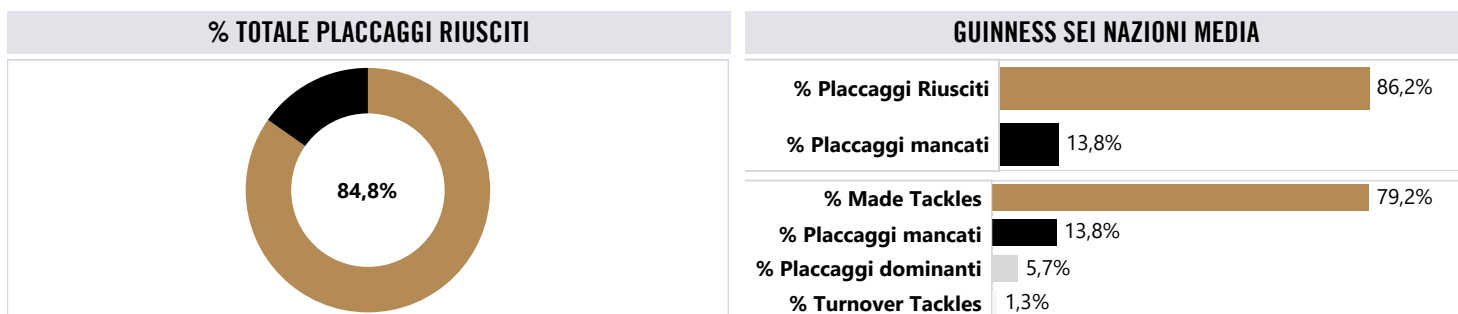 % TOTALE PLACCAGGI RIUSCITI
84,8%
GUINNESS SEI NAZIONI MEDIA
% Placcaggi Riusciti 86,2%
% Placcaggi mancati 13,8%
% Made Tackles 79,2%
% Placcaggi mancati 13,8%
% Placcaggi dominanti 5,7%
% Turnover Tackles 1,3%